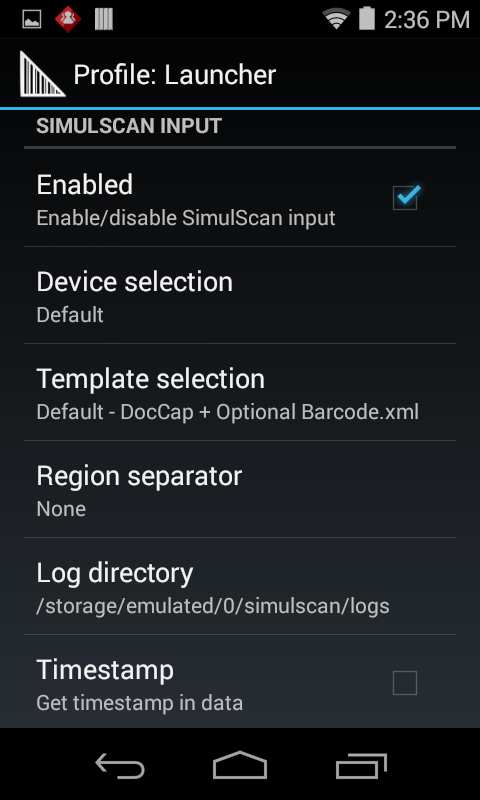 2:36 PM
Profile: Launcher
SIMULSCAN INPUT
Enabled
Enable/disable SimulScan input
Device selection
Default
Template selection
Default - DocCap + Optional Barcode.xml
Region separator
None
Log directory
/storage/emulated/0/simulscan/logs
Timestamp
Get timestamp in data